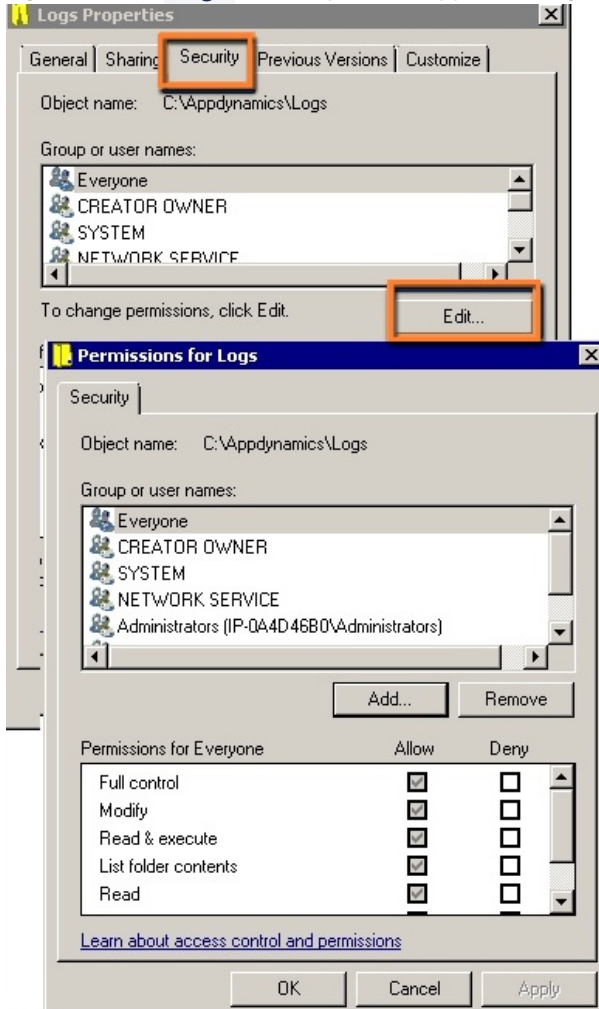 Logs Properties
General Sharing Security Previous Versions Customize
Object name: C:\Appdynamics\Logs
Group or user names:
Everyone
CREATOR OWNER
SYSTEM
NETWORK SERVICE
To change permissions, click Edit.
Edit...
Permissions for Logs
Security
Object name: C:\Appdynamics\Logs
Group or user names:
Everyone
CREATOR OWNER
SYSTEM
NETWORK SERVICE
Administrators (IP-0A4D46B0\Administrators)
Add... Remove
Permissions for Everyone Allow Deny
Full control
Modify
Read & execute
List folder contents
Read
Learn about access control and permissions
OK Cancel Apply